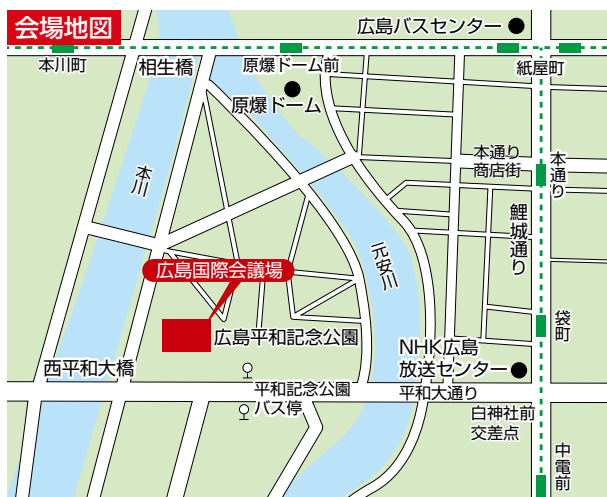 会場地図
広島バスセンター
本川町
相生橋
原爆ドーム前
紙屋町
原爆ドーム
本通り
商店街
本通り
本川
鯉城通り
元安川
広島国際会議場
広島平和記念公園
袋町
NHK広島
放送センター
西平和大橋
平和記念公園
バス停
平和大通り
白神社前
交差点
中電前